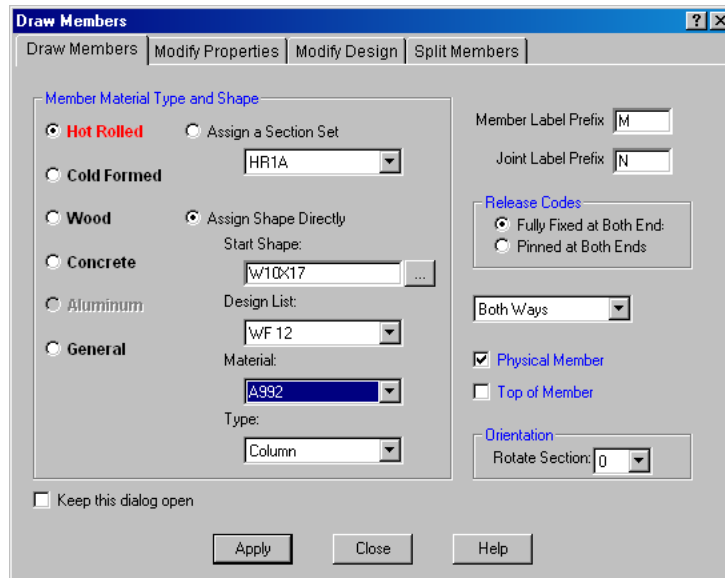 Draw Members
Draw Members Modify Properties Modify Design Split Members
Member Material Type and Shape
Hot Rolled
Cold Formed
Wood
Concrete
Aluminum
General
Assign a Section Set
HR1A
Assign Shape Directly
Start Shape:
W10X17 ...
Design List:
WF 12
Material:
A992
Type:
Column
Member Label Prefix M
Joint Label Prefix N
Release Codes
Fully Fixed at Both End:
Pinned at Both Ends
Both Ways
Physical Member
Top of Member
Orientation
Rotate Section: 0
Keep this dialog open
Apply Close Help